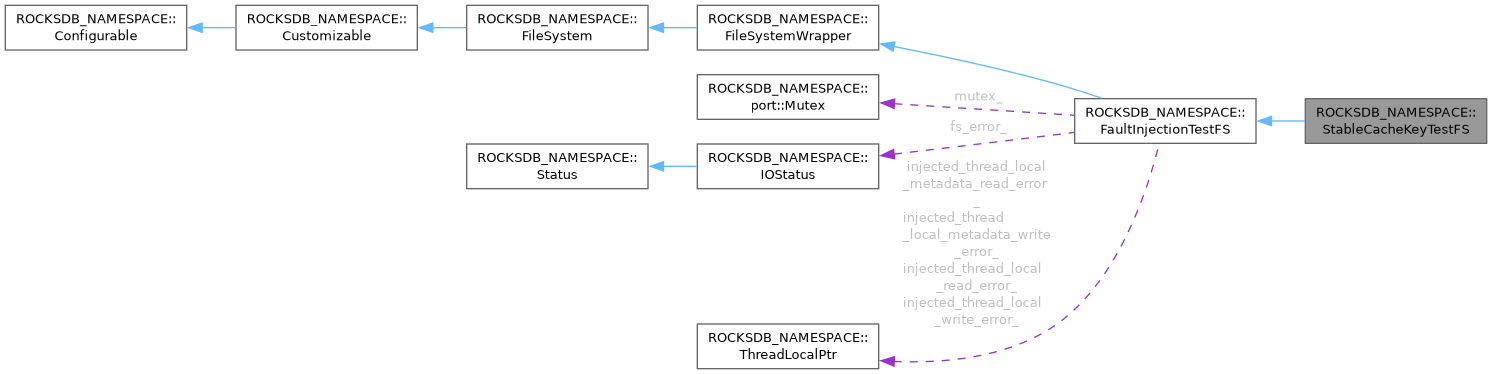 ROCKSDB_NAMESPACE::
Configurable
ROCKSDB_NAMESPACE::
Customizable
ROCKSDB_NAMESPACE::
FileSystem
ROCKSDB_NAMESPACE::
FileSystemWrapper
ROCKSDB_NAMESPACE::
port::Mutex
mutex_
ROCKSDB_NAMESPACE::
FaultInjectionTestFS
ROCKSDB_NAMESPACE::
StableCacheKeyTestFS
fs_error_
ROCKSDB_NAMESPACE::
Status
ROCKSDB_NAMESPACE::
IOStatus
injected_thread_local
_metadata_read_error
_
injected_thread
_local_metadata_write
_error_
injected_thread_local
_read_error_
injected_thread_local
_write_error_
ROCKSDB_NAMESPACE::
ThreadLocalPtr